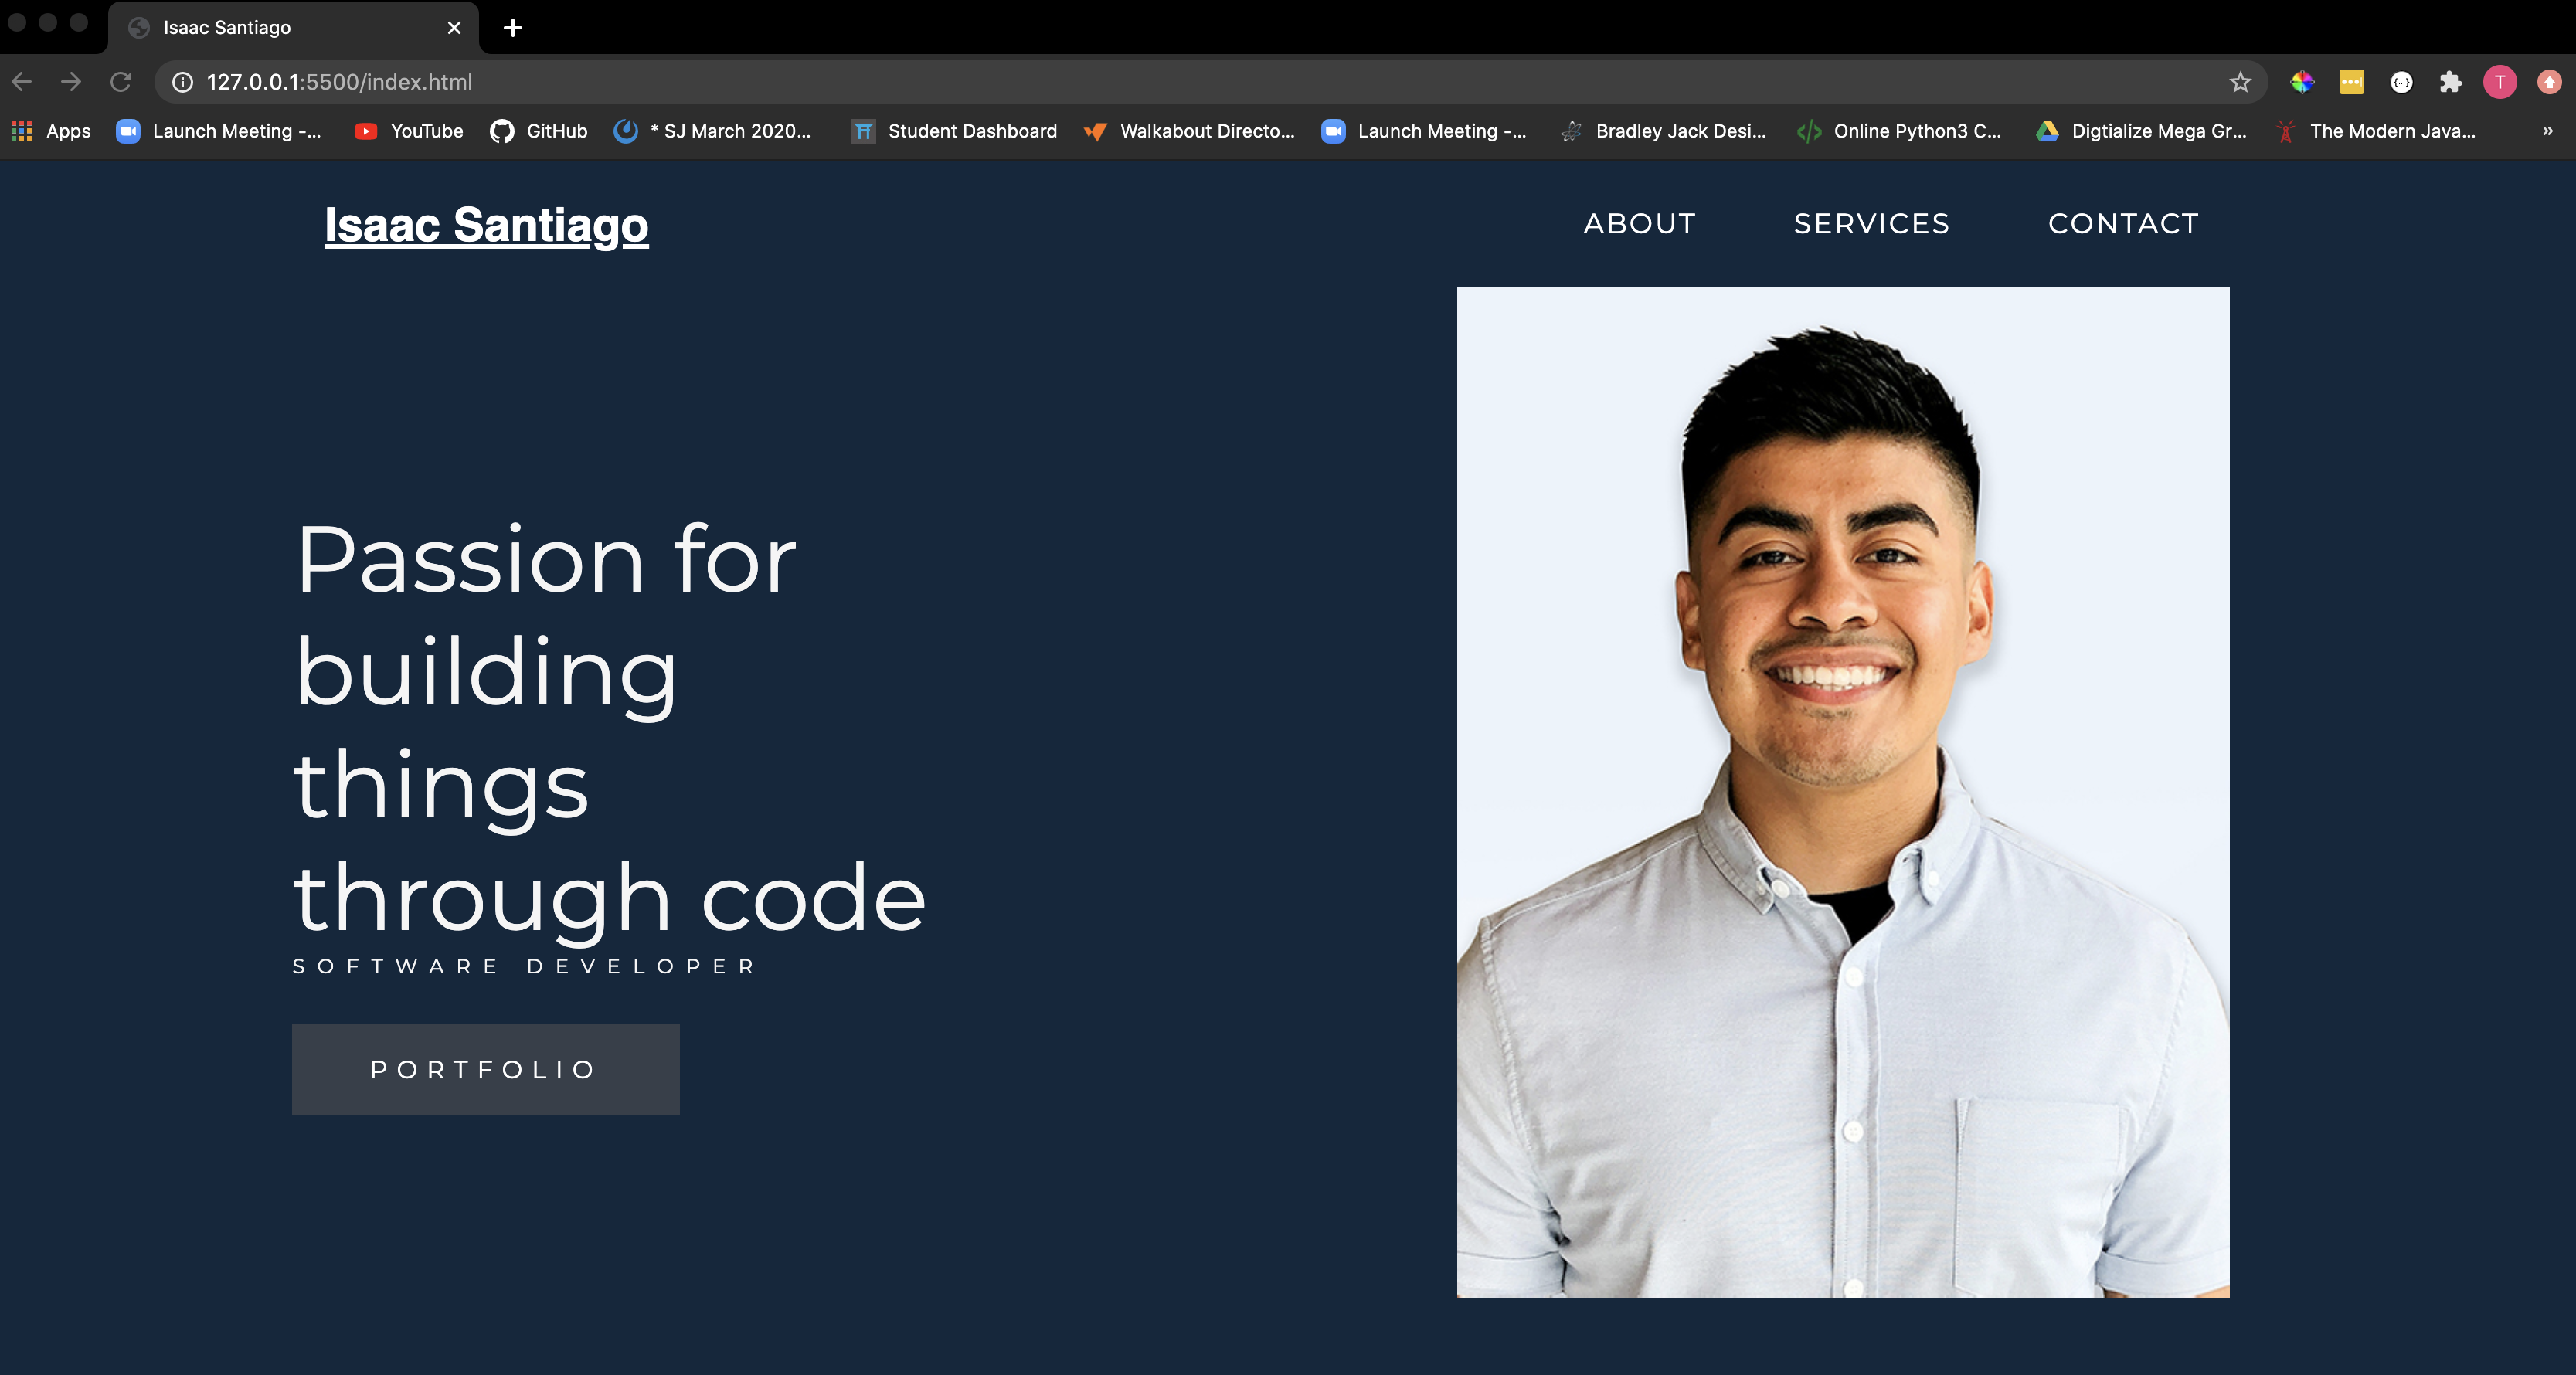 Isaac Santiago
127.0.0.1:5500/index.html
T
Apps Launch Meeting -... YouTube GitHub * SJ March 2020... Student Dashboard Walkabout Directo... Launch Meeting -... Bradley Jack Desi... Online Python3 C... Digtialize Mega Gr... The Modern Java... »
Isaac Santiago ABOUT SERVICES CONTACT
Passion for
building
things
through code
SOFTWARE DEVELOPER
PORTFOLIO